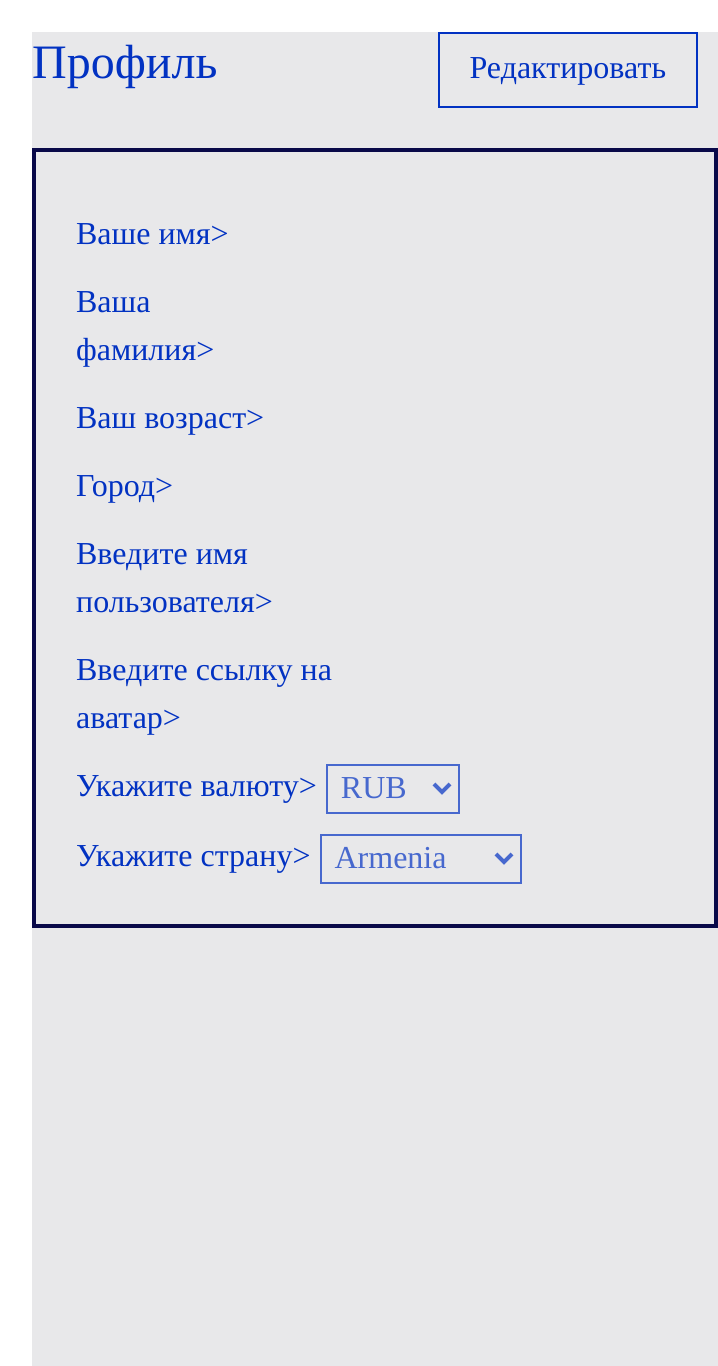 Профиль
Редактировать
Ваше имя>
Ваша
фамилия>
Ваш возраст>
Город>
Введите имя
пользователя>
Введите ссылку на
аватар>
Укажите валюту> RUB
Укажите страну> Armenia